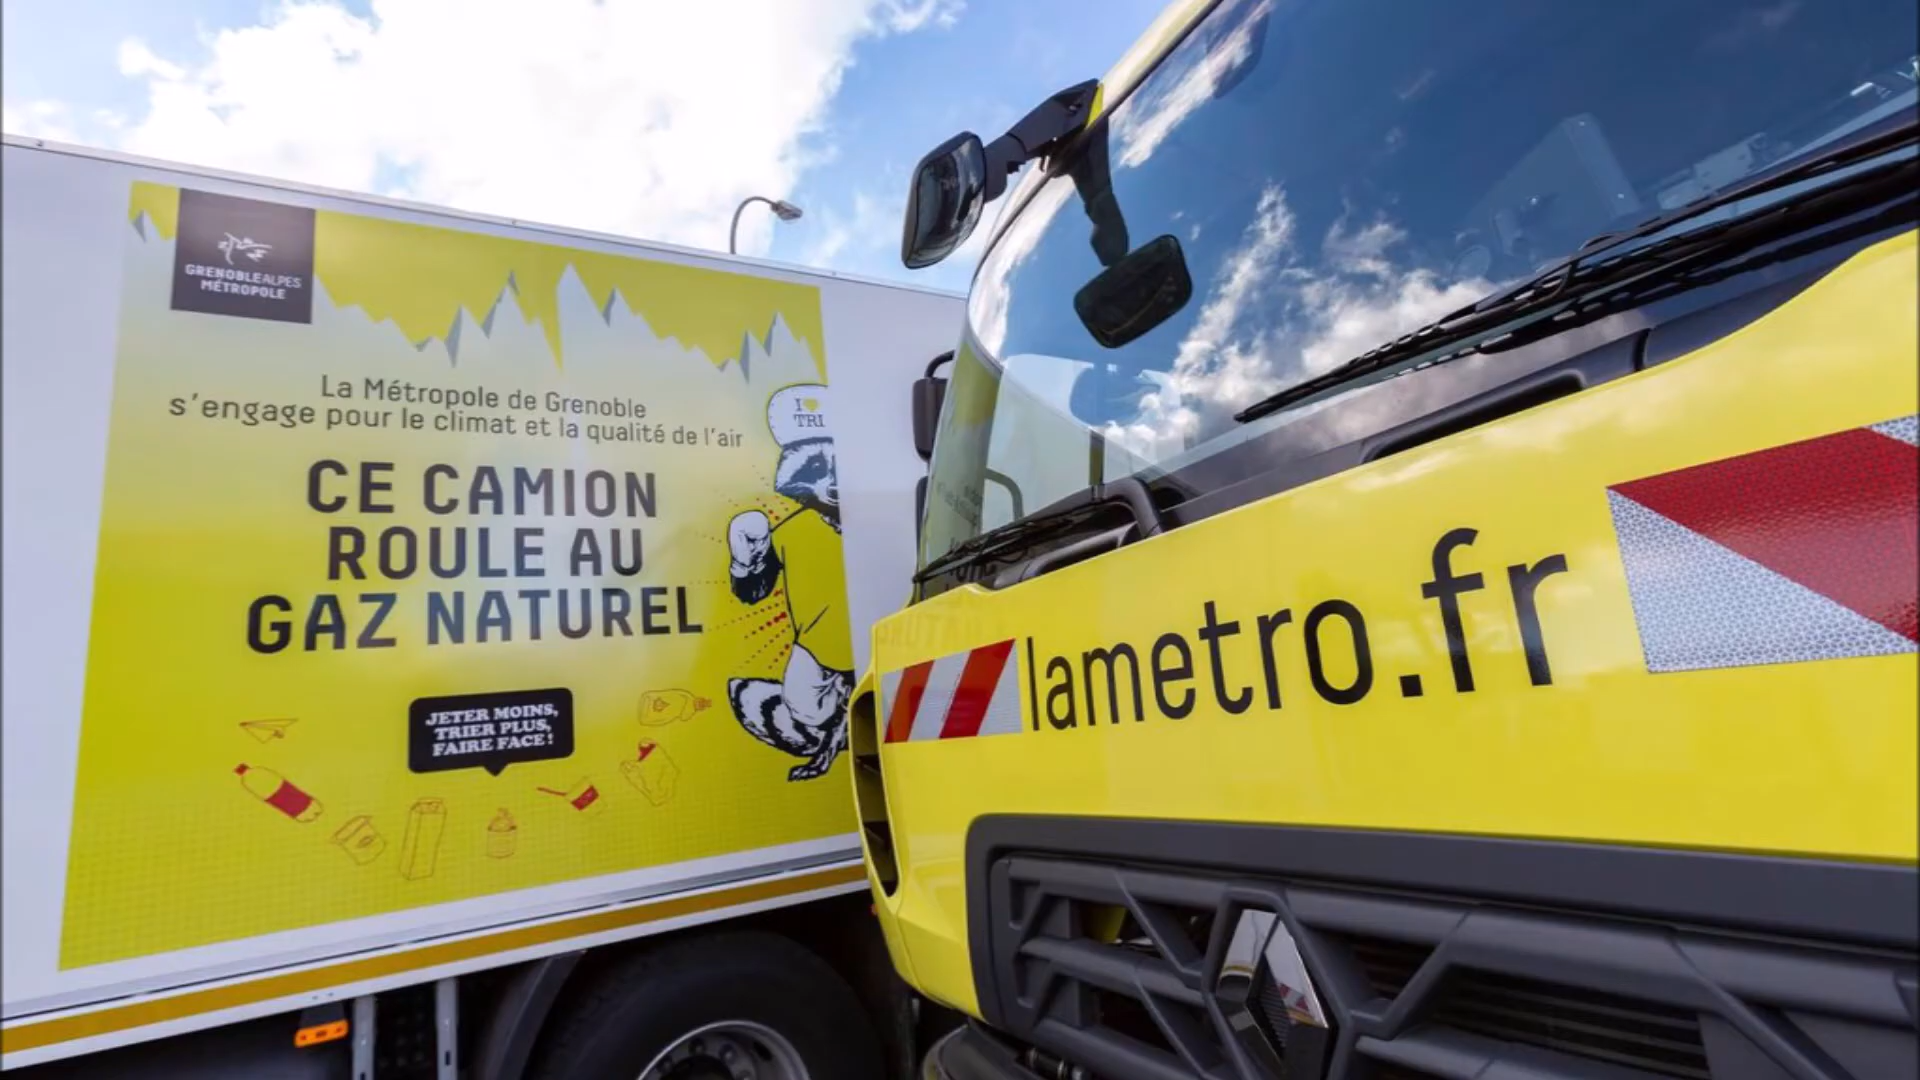 GRENOBLEALPES
MÉTROPOLE
La Métropole de Grenoble
s'engage pour le climat et la qualité de l'air
I
TRI
CE CAMION
ROULE AU
GAZ NATUREL
JETER MOINS,
TRIER PLUS,
FAIRE FACE !
lametro.fr